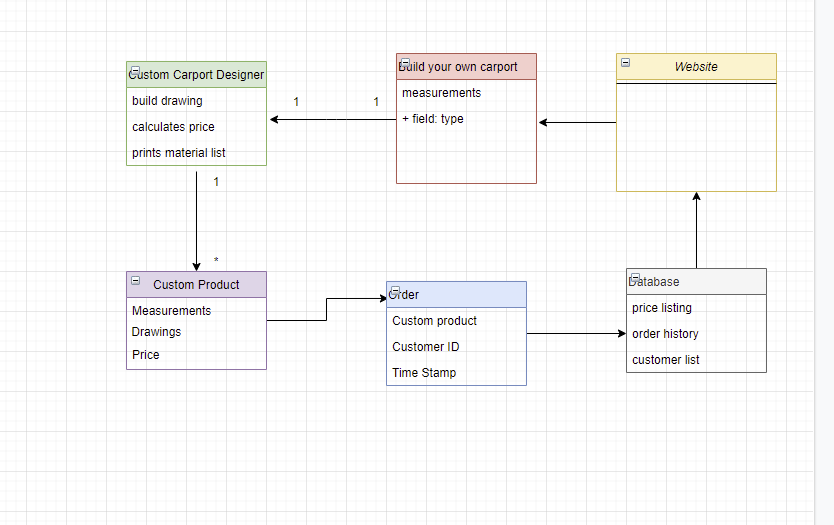 Custom Carport Designer
build drawing
calculates price
prints material list
1
1
Build your own carport
measurements
+ field: type
Website
1
*
Custom Product
Measurements
Drawings
Price
Order
Custom product
Customer ID
Time Stamp
Database
price listing
order history
customer list